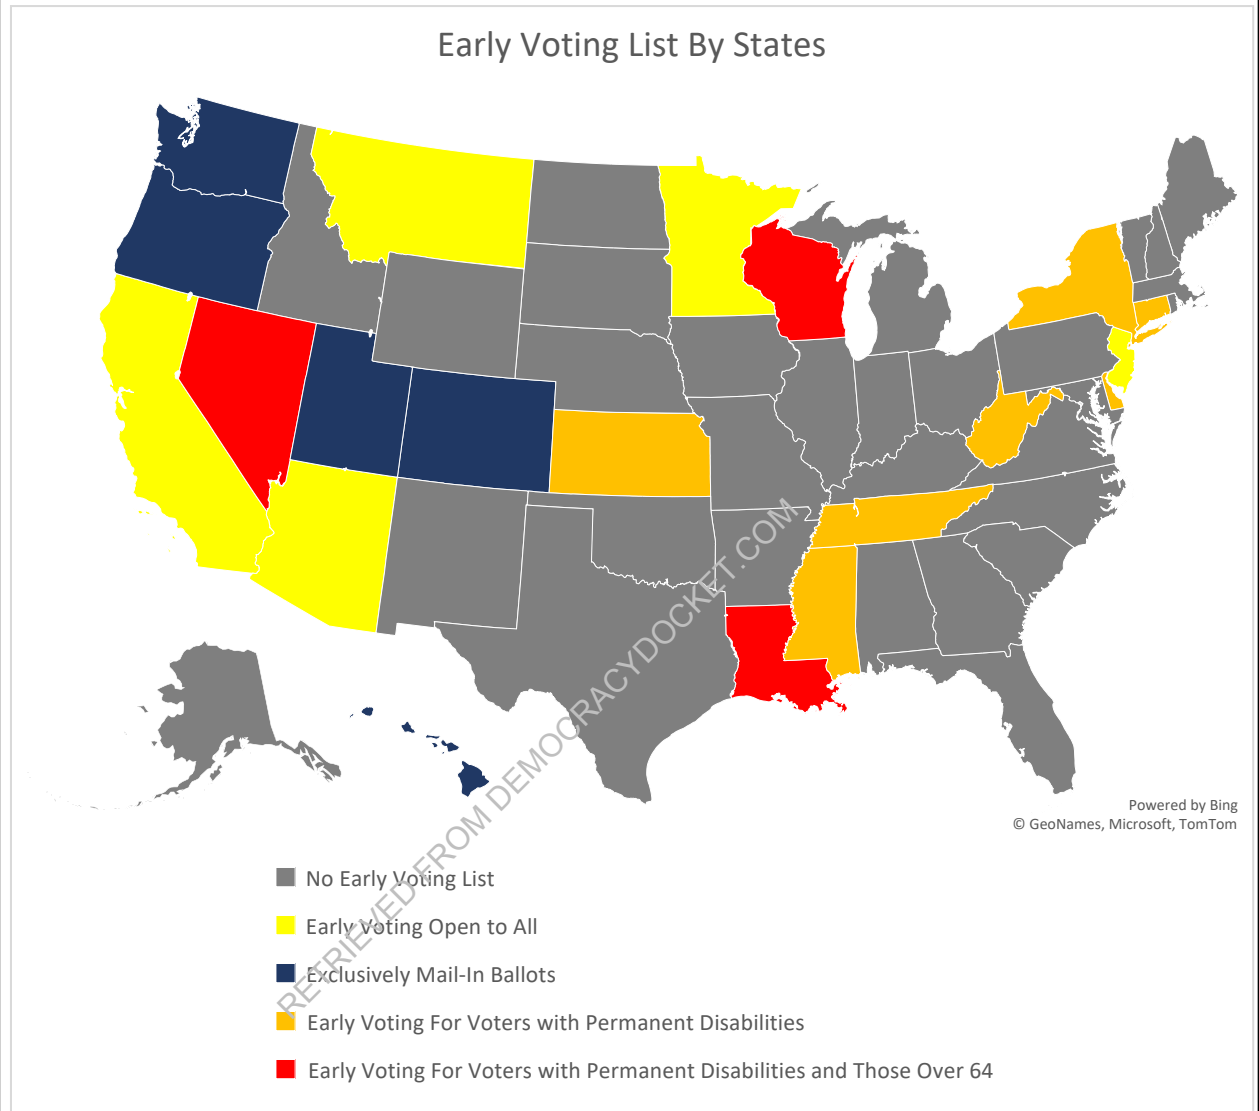 Early Voting List By States
Powered by Bing
© GeoNames, Microsoft, TomTom
No Early Voting List
Early Voting Open to All
Exclusively Mail-In Ballots
Early Voting For Voters with Permanent Disabilities
Early Voting For Voters with Permanent Disabilities and Those Over 64
RETRIEVED FROM DEMOCRACYDOCKET.COM